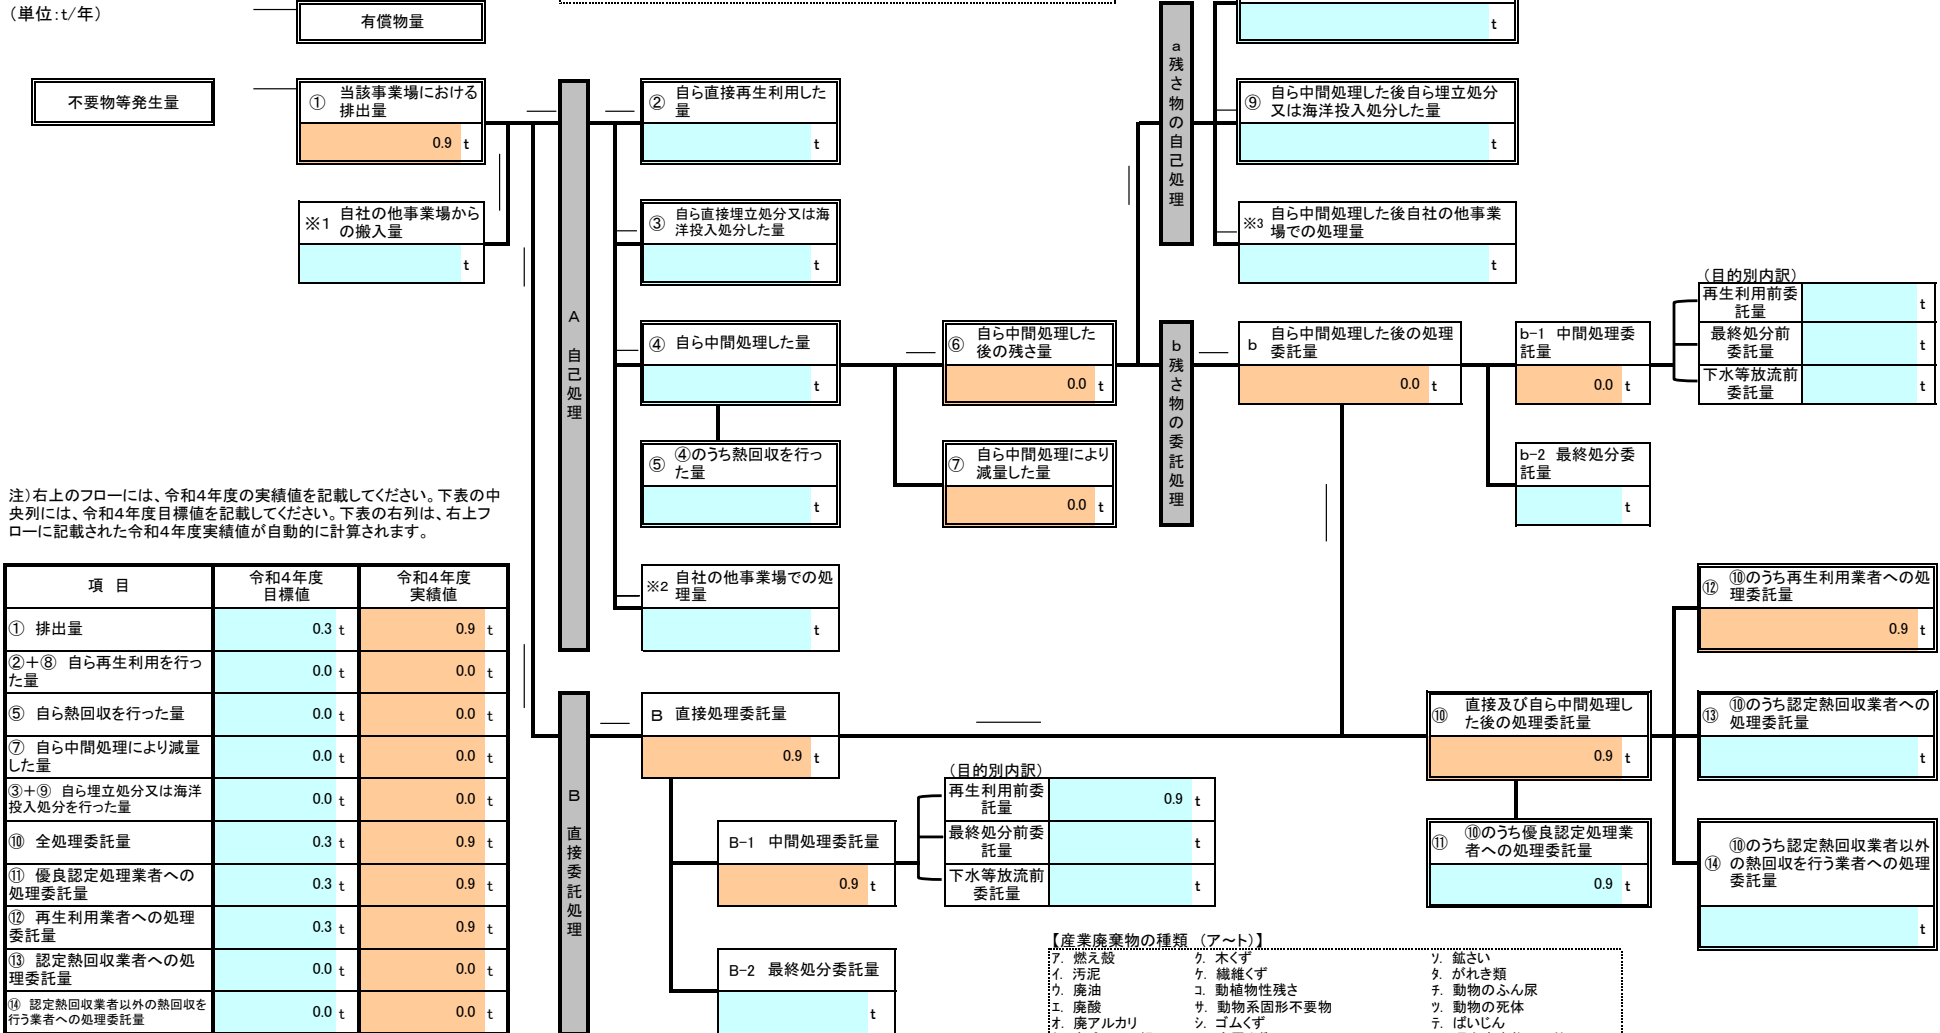 (単位:t/年)
有償物量
t
不要物等発生量
① 当該事業場における
排出量
0.9 t
※1 自社の他事業場から
の搬入量
t
A
自己処理
② 自ら直接再生利用した
量
t
③ 自ら直接埋立処分又は海
洋投入処分した量
t
④ 自ら中間処理した量
t
⑤ ④のうち熱回収を行っ
た量
t
※2 自社の他事業場での処
理量
t
⑥ 自ら中間処理した
後の残さ量
0.0 t
⑦ 自ら中間処理により
減量した量
0.0 t
a
残さ物の自己処理
⑨ 自ら中間処理した後自ら埋立処分
又は海洋投入処分した量
t
※3 自ら中間処理した後自社の他事業
場での処理量
t
b
残さ物の委託処理
b 自ら中間処理した後の処理
委託量
0.0 t
b-1 中間処理委
託量
0.0 t
b-2 最終処分委
託量
t
(目的別内訳)
再生利用前委
託量
t
最終処分前
委託量
t
下水等放流前
委託量
t
注)右上のフローには、令和4年度の実績値を記載してください。下表の中
央列には、令和4年度目標値を記載してください。下表の右列は、右上フ
ローに記載された令和4年度実績値が自動的に計算されます。
項 目
令和4年度
目標値
令和4年度
実績値
① 排出量
0.3 t
0.9 t
②+⑧ 自ら再生利用を行っ
た量
0.0 t
0.0 t
⑤ 自ら熱回収を行った量
0.0 t
0.0 t
⑦ 自ら中間処理により減量
した量
0.0 t
0.0 t
③+⑨ 自ら埋立処分又は海洋
投入処分を行った量
0.0 t
0.0 t
⑩ 全処理委託量
0.3 t
0.9 t
⑪ 優良認定処理業者への
処理委託量
0.3 t
0.9 t
⑫ 再生利用業者への処理
委託量
0.3 t
0.9 t
⑬ 認定熱回収業者への処
理委託量
0.0 t
0.0 t
⑭ 認定熱回収業者以外の熱回収を
行う業者への処理委託量
0.0 t
0.0 t
B
直接委託処理
B 直接処理委託量
0.9 t
B-1 中間処理委託量
0.9 t
B-2 最終処分委託量
t
(目的別内訳)
再生利用前委
託量
0.9 t
最終処分前委
託量
t
下水等放流前
委託量
t
⑩ 直接及び自ら中間処理し
た後の処理委託量
0.9 t
⑪ ⑩のうち優良認定処理業
者への処理委託量
0.9 t
⑫ ⑩のうち再生利用業者への処
理委託量
0.9 t
⑬ ⑩のうち認定熱回収業者への
処理委託量
t
⑭ ⑩のうち認定熱回収業者以外
の熱回収を行う業者への処理
委託量
t
【産業廃棄物の種類 (ア~ト)】
ア. 燃え殻
イ. 汚泥
ウ. 廃油
エ. 廃酸
オ. 廃アルカリ
ク. 木くず
ケ. 繊維くず
コ. 動植物性残さ
サ. 動物系固形不要物
シ. ゴムくず
ソ. 鉱さい
タ. がれき類
チ. 動物のふん尿
ツ. 動物の死体
テ. ばいじん